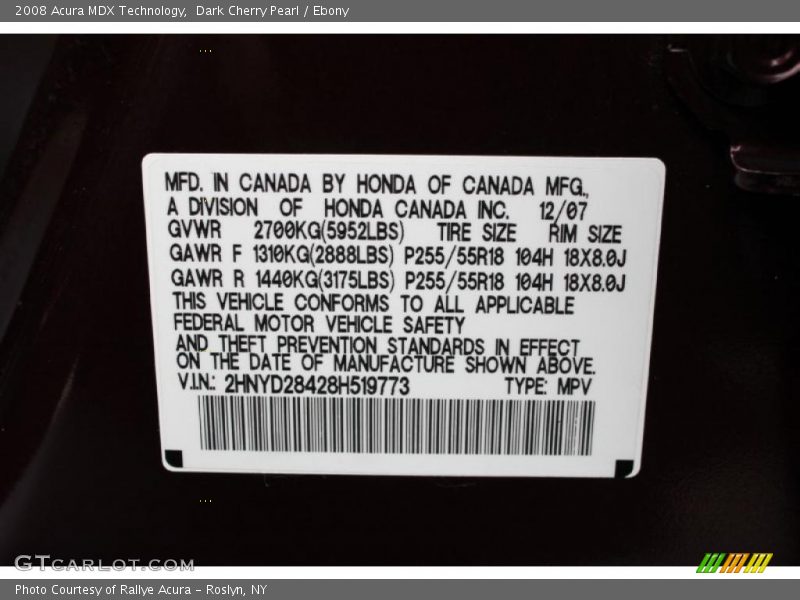 2008 Acura MDX Technology,  Dark Cherry Pearl / Ebony
MFD. IN CANADA BY HONDA OF CANADA MFG.,
A DIVISION OF HONDA CANADA INC. 12/07
GVWR 2700KG(5952LBS) TIRE SIZE RIM SIZE
GAWR F 1310KG(2888LBS) P255/55R18 104H 18X8.0J
GAWR R 1440KG(3175LBS) P255/55R18 104H 18X8.0J
THIS VEHICLE CONFORMS TO ALL APPLICABLE
FEDERAL MOTOR VEHICLE SAFETY
AND THEFT PREVENTION STANDARDS IN EFFECT
ON THE DATE OF MANUFACTURE SHOWN ABOVE.
V.I.N.: 2HNYD28428H519773 TYPE: MPV
GTCARLOT.COM
Photo Courtesy of Rallye Acura - Roslyn, NY